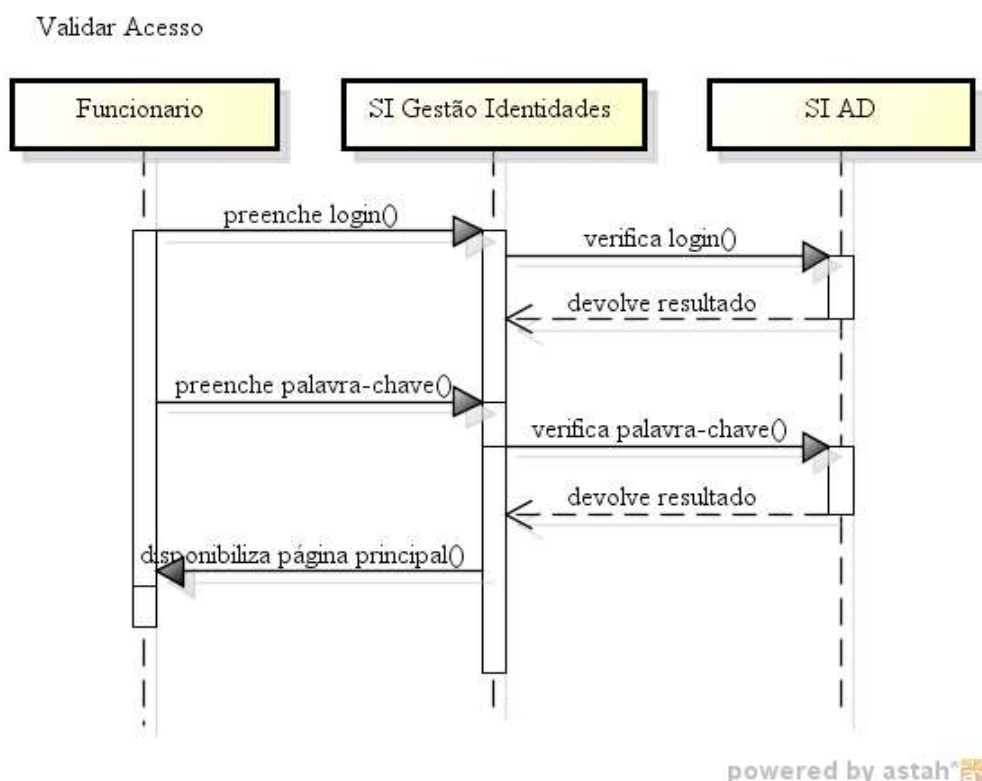 Validar Acesso
Funcionario
SI Gestão Identidades
SI AD
preenche login()
verifica login()
devolve resultado
preenche palavra-chave()
verifica palavra-chave()
devolve resultado
disponibiliza página principal()
powered by astah*